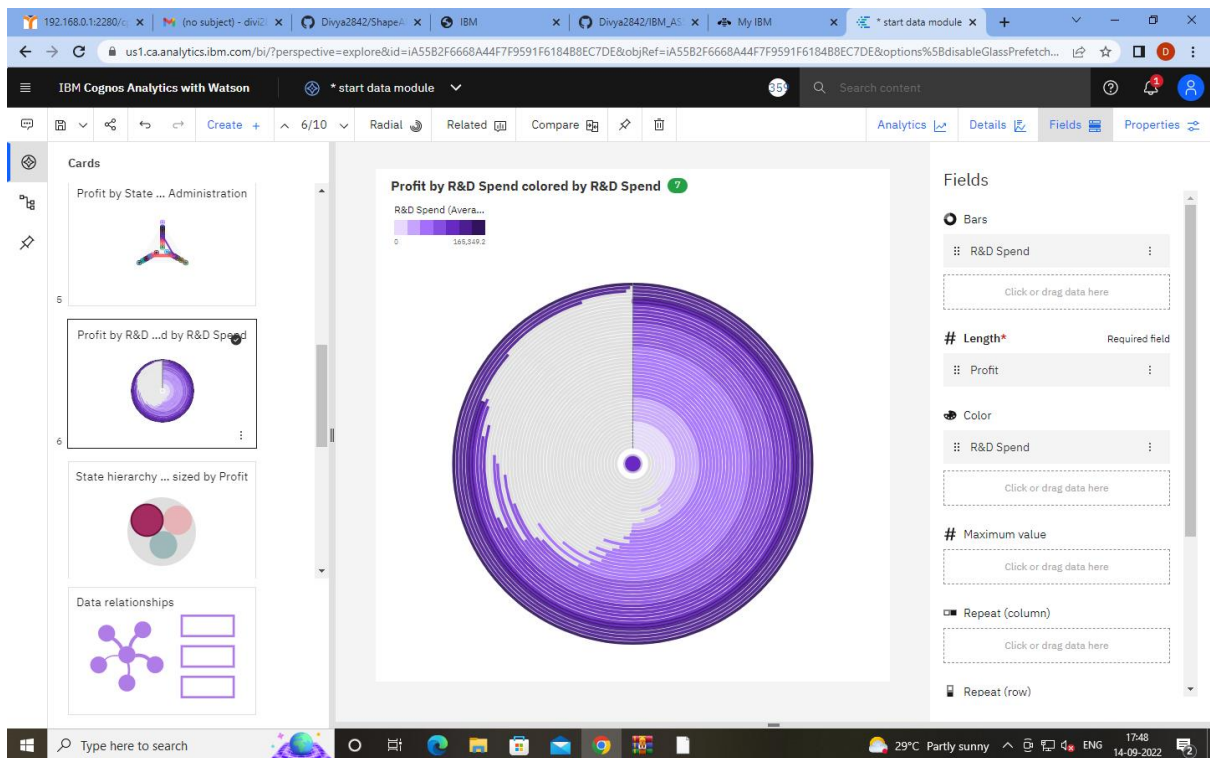 192.168.0.1:2280/cp
(no subject) - divi28
Divya2842/ShapeA
IBM
Divya2842/IBM_AS
My IBM
* start data module
us1.ca.analytics.ibm.com/bi/?perspective=explore&id=iA55B2F6668A44F7F9591F6184B8EC7DE&objRef=iA55B2F6668A44F7F9591F6184B8EC7DE&options%5BdisableGlassPrefetch...
D
IBM Cognos Analytics with Watson
* start data module
359
Search content
1
Create +
6/10
Radial
Related
Compare
Analytics
Details
Fields
Properties
Cards
Profit by State ... Administration
5
Profit by R&D ...d by R&D Spend
6
State hierarchy ... sized by Profit
Data relationships
Profit by R&D Spend colored by R&D Spend 7
R&D Spend (Avera...
0 165,349.2
Fields
Bars
R&D Spend
Click or drag data here
# Length* Required field
Profit
Color
R&D Spend
Click or drag data here
# Maximum value
Click or drag data here
Repeat (column)
Click or drag data here
Repeat (row)
Type here to search
29°C Partly sunny
ENG
17:48
14-09-2022